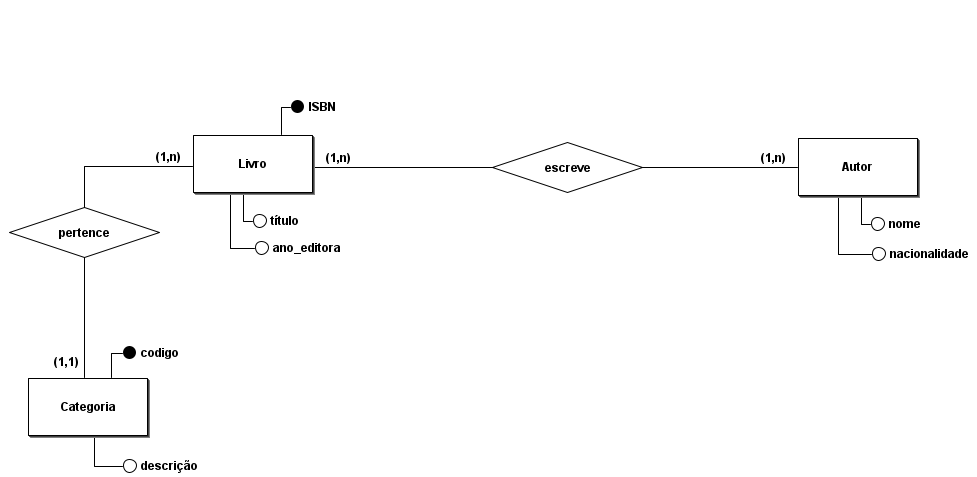 ISBN
(1,n)
Livro
(1,n)
escreve
(1,n)
Autor
título
ano_editora
nome
nacionalidade
pertence
(1,1)
codigo
Categoria
descrição